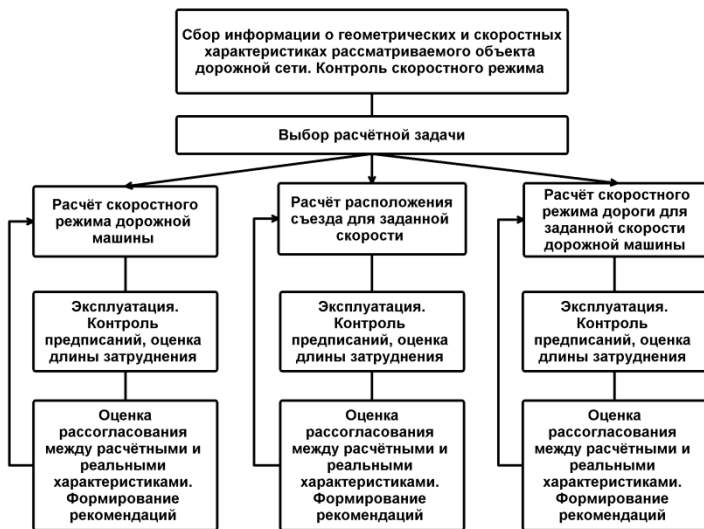 Сбор информации о геометрических и скоростных
характеристиках рассматриваемого объекта
дорожной сети. Контроль скоростного режима
Выбор расчётной задачи
Расчёт скоростного
режима дорожной
машины
Расчёт расположения
съезда для заданной
скорости
Расчёт скоростного
режима дороги для
заданной скорости
дорожной машины
Эксплуатация.
Контроль
предписаний, оценка
длины затруднения
Эксплуатация.
Контроль
предписаний, оценка
длины затруднения
Эксплуатация.
Контроль
предписаний, оценка
длины затруднения
Оценка
рассогласования
между расчётными и
реальными
характеристиками.
Формирование
рекомендаций
Оценка
рассогласования
между расчётными и
реальными
характеристиками.
Формирование
рекомендаций
Оценка
рассогласования
между расчётными и
реальными
характеристиками.
Формирование
рекомендаций